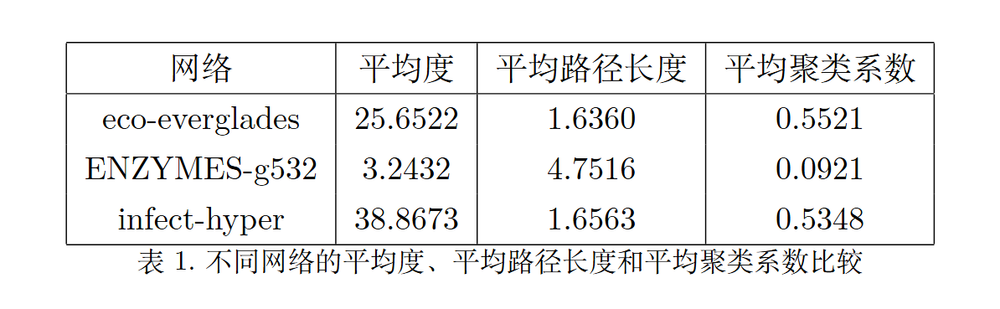 网络 平均度 平均路径长度 平均聚类系数
eco-everglades 25.6522 1.6360 0.5521
ENZYMES-g532 3.2432 4.7516 0.0921
infect-hyper 38.8673 1.6563 0.5348
表 1. 不同网络的平均度、平均路径长度和平均聚类系数比较